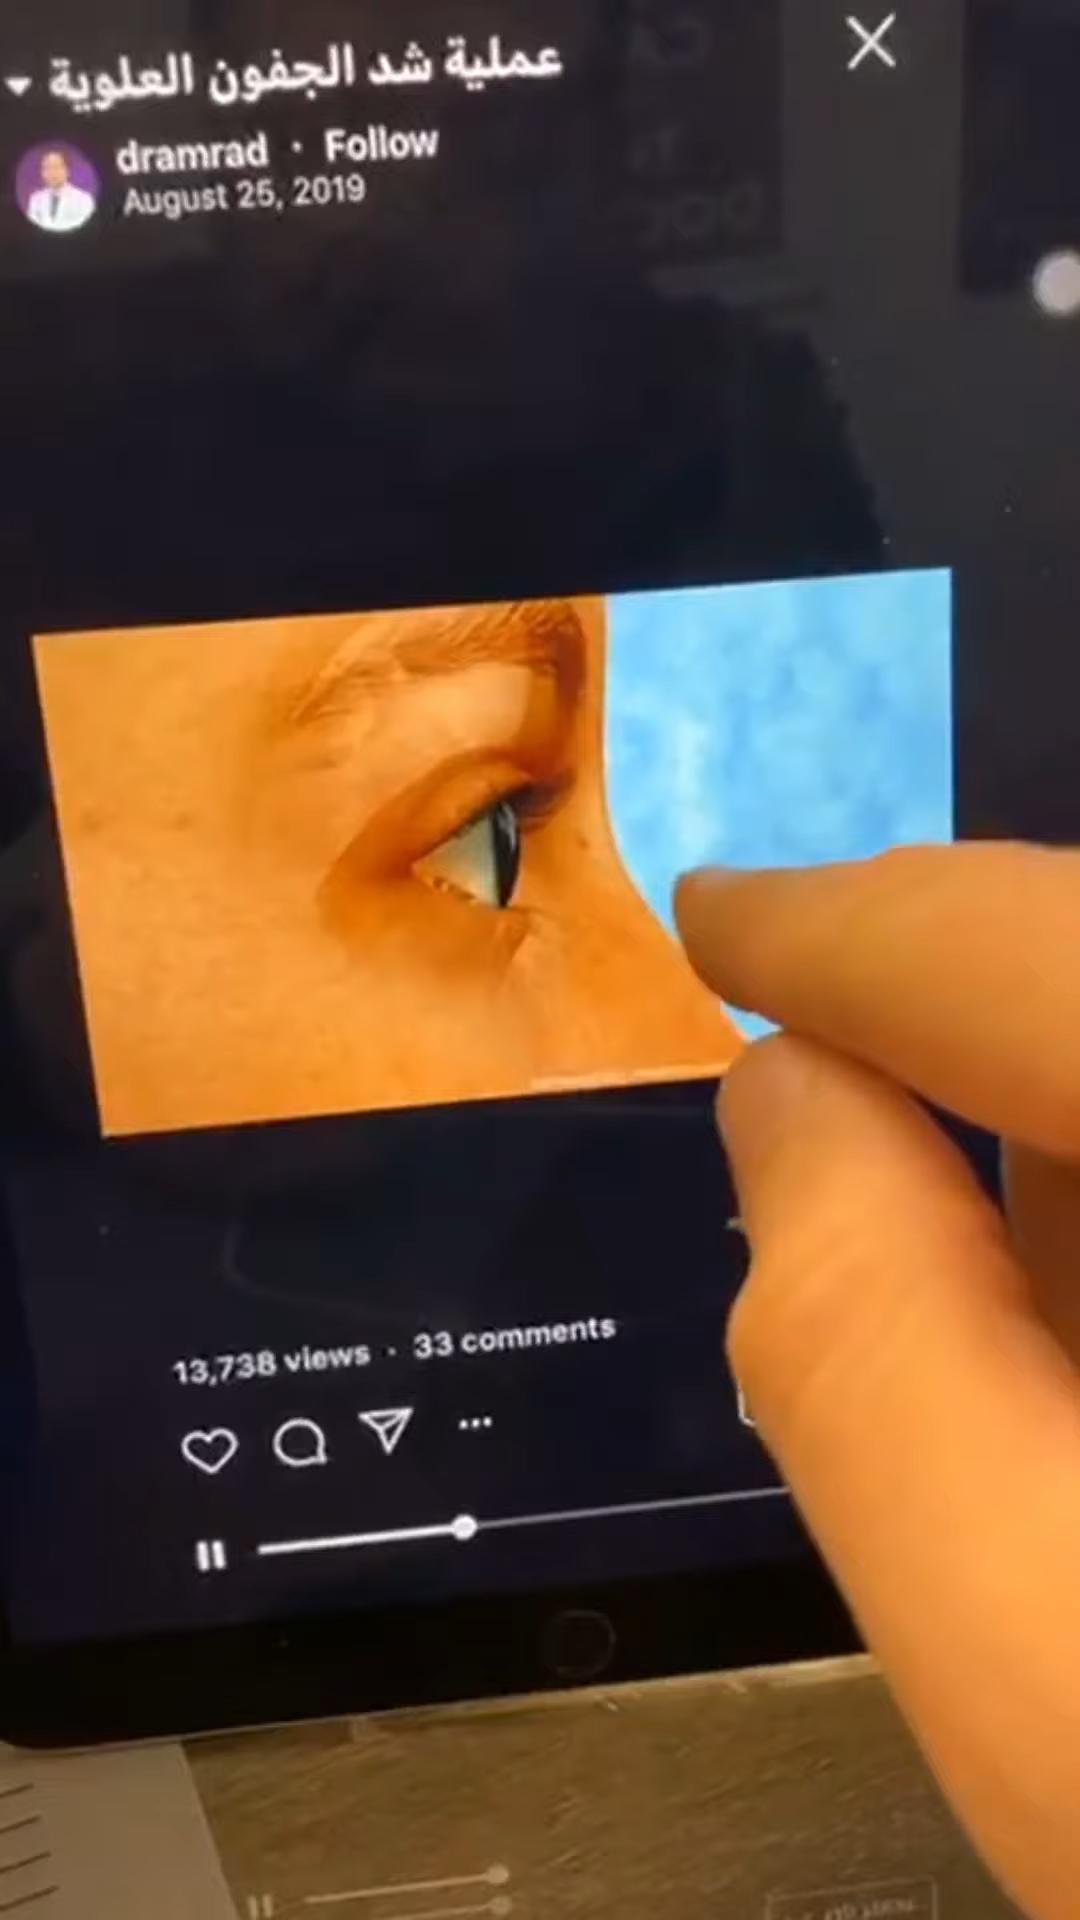 عملية شد الجفون العلوية
dramrad · Follow
August 25, 2019
13,738 views · 33 comments